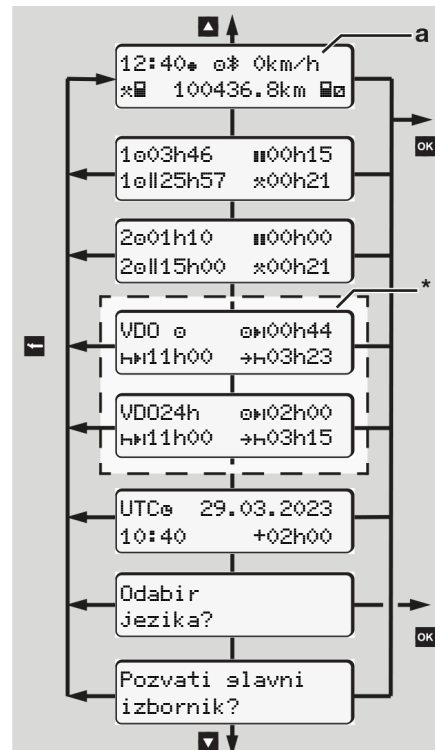 a
12:40 0km/h
100436.8km
OK
1 03h46 00h15
1 25h57 00h21
2 01h10 00h00
2 15h00 00h21
*
VDO 00h44
11h00 03h23
VDO24h 02h00
11h00 03h15
UTC 29.03.2023
10:40 +02h00
Odabir
jezika?
OK
Pozvati glavni
izbornik?